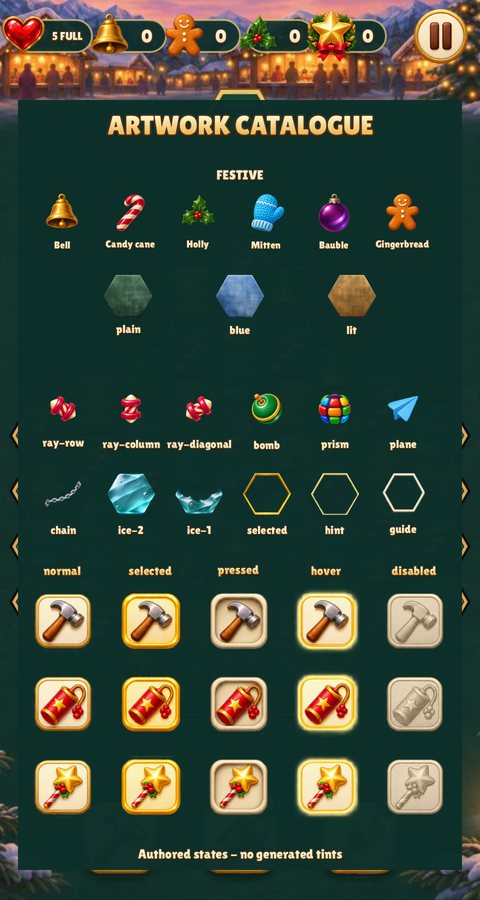 5 FULL
0
0
0
0
ARTWORK CATALOGUE
FESTIVE
Bell
Candy cane
Holly
Mitten
Bauble
Gingerbread
plain
blue
lit
ray-row
ray-column
ray-diagonal
bomb
prism
plane
chain
ice-2
ice-1
selected
hint
guide
normal
selected
pressed
hover
disabled
Authored states – no generated tints